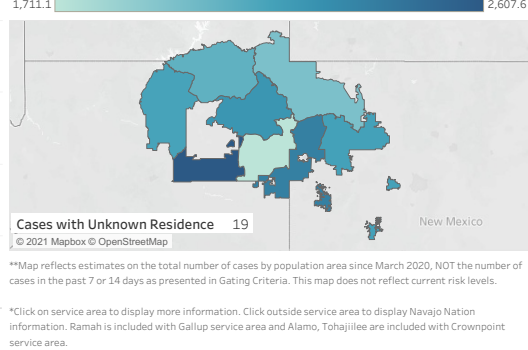 1,711.1 2,607.6
New Mexico
Cases with Unknown Residence 19
© 2021 Mapbox © OpenStreetMap
**Map reflects estimates on the total number of cases by population area since March 2020, NOT the number of
cases in the past 7 or 14 days as presented in Gating Criteria. This map does not reflect current risk levels.
*Click on service area to display more information. Click outside service area to display Navajo Nation
information. Ramah is included with Gallup service area and Alamo, Tohajiilee are included with Crownpoint
service area.